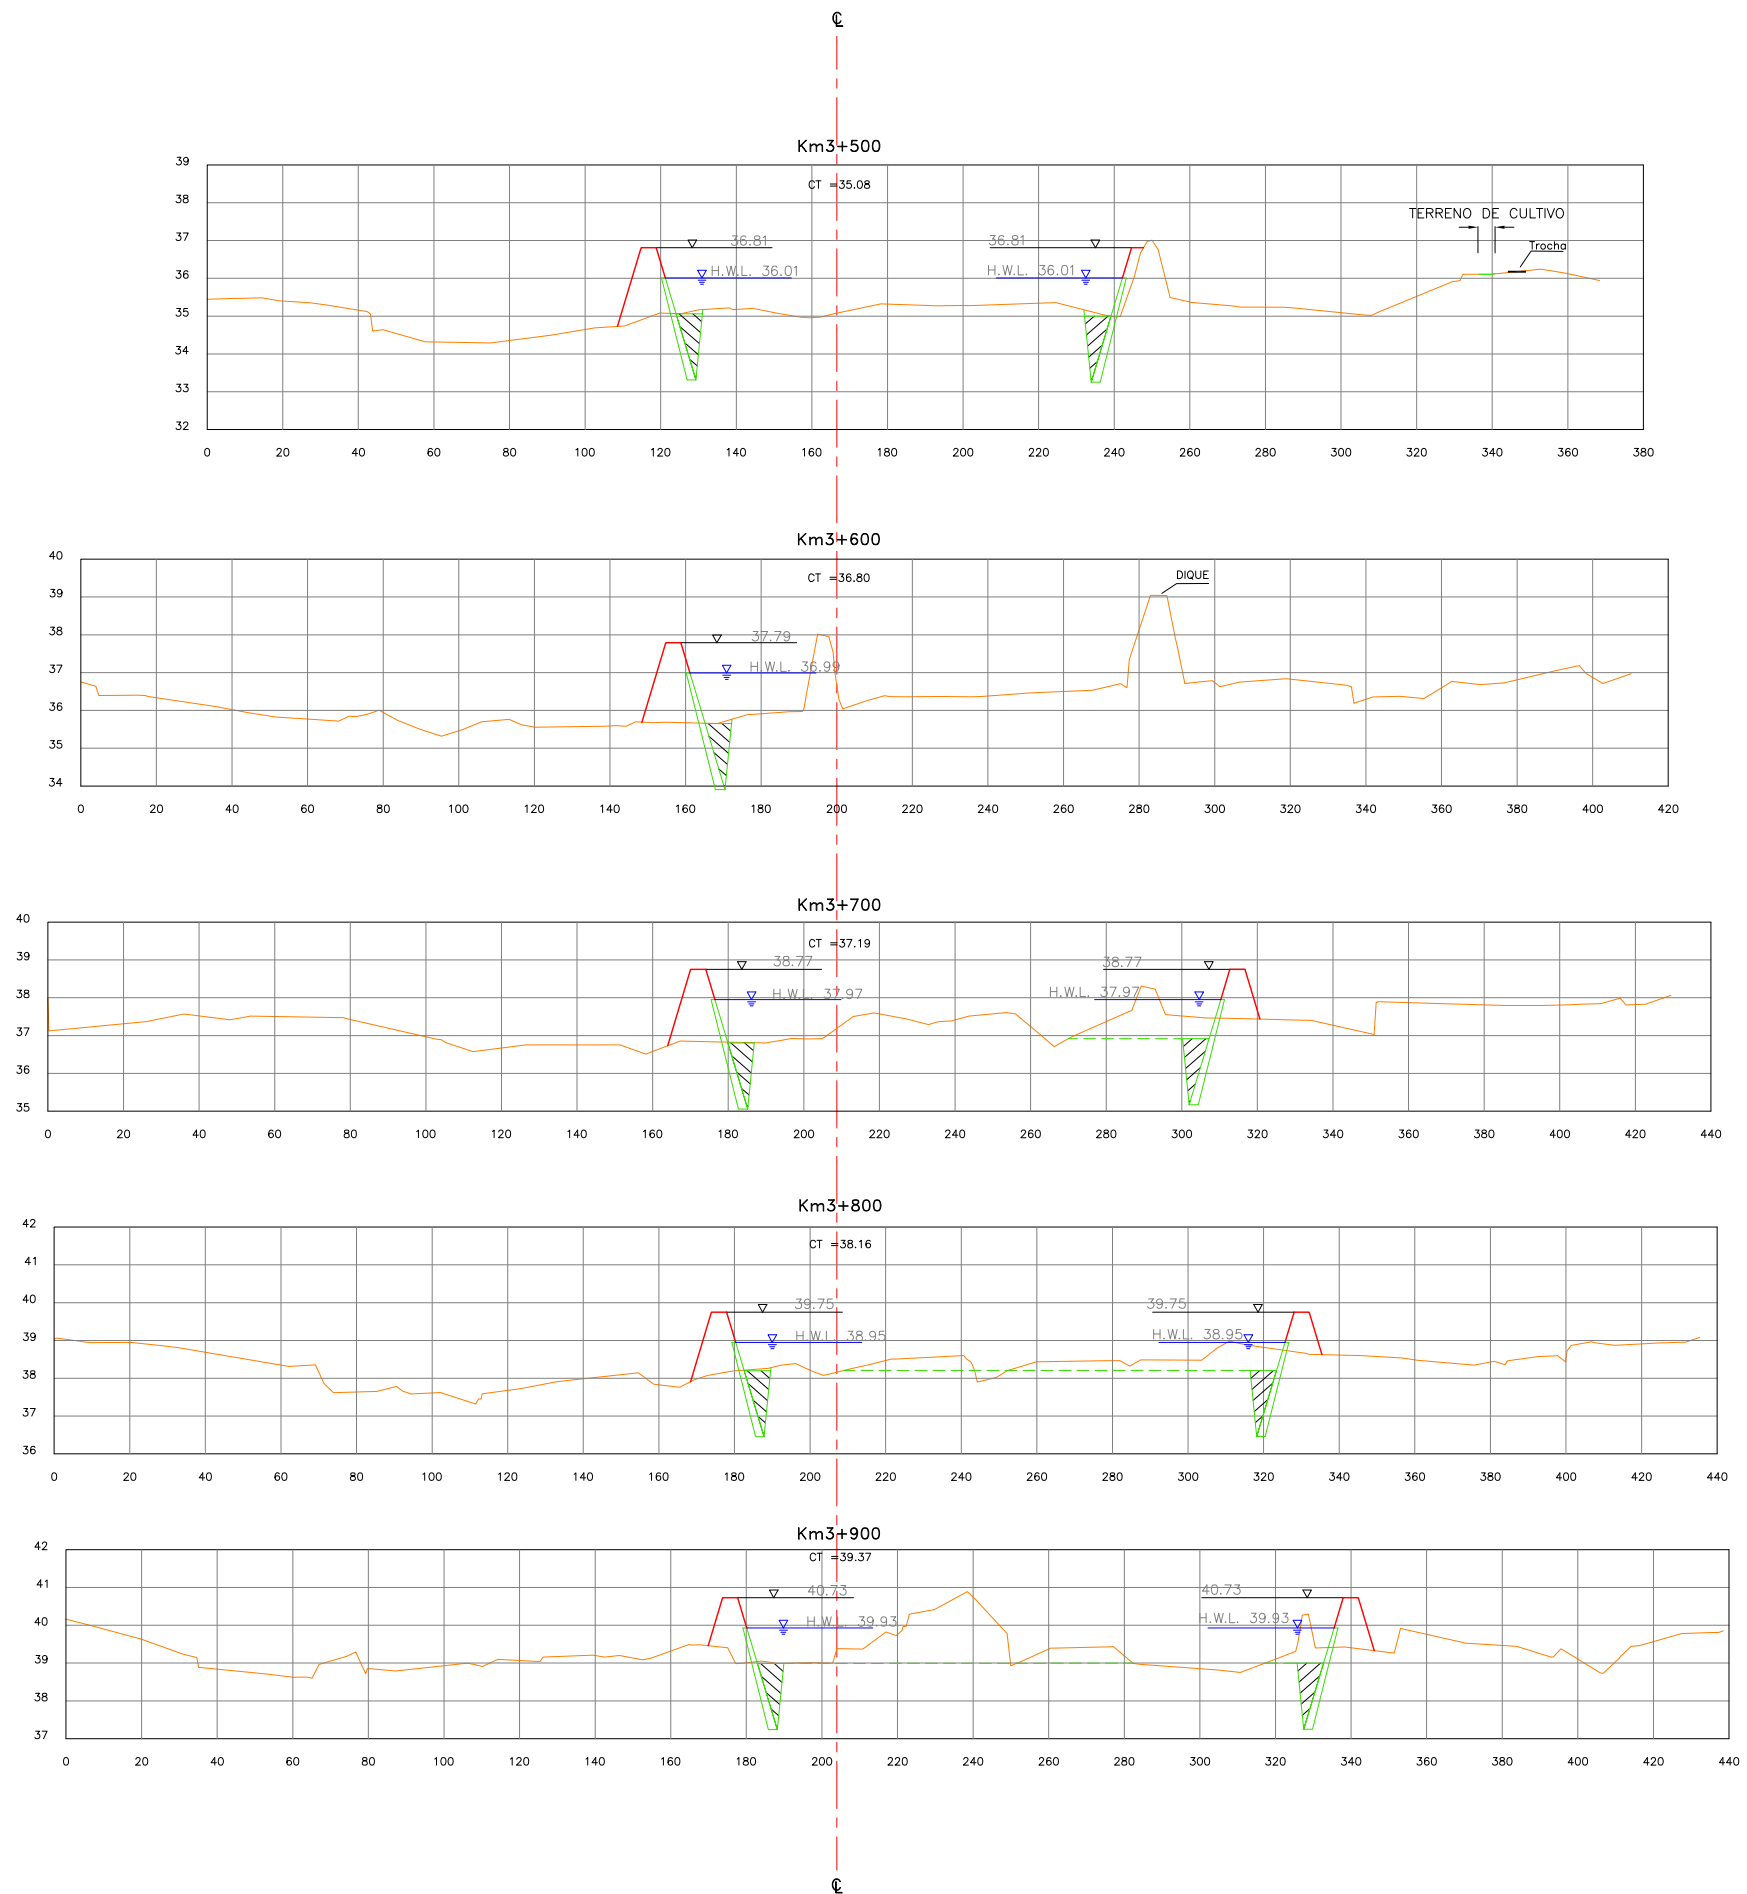 ℄
Km3+500
CT =35.08
39
38
37
36
35
34
33
32
36.81
H.W.L. 36.01
36.81
H.W.L. 36.01
TERRENO DE CULTIVO
Trocha
0 20 40 60 80 100 120 140 160 180 200 220 240 260 280 300 320 340 360 380
Km3+600
CT =36.80
40
39
38
37
36
35
34
37.79
H.W.L. 36.99
DIQUE
0 20 40 60 80 100 120 140 160 180 200 220 240 260 280 300 320 340 360 380 400 420
Km3+700
CT =37.19
40
39
38
37
36
35
38.77
H.W.L. 37.97
38.77
H.W.L. 37.97
0 20 40 60 80 100 120 140 160 180 200 220 240 260 280 300 320 340 360 380 400 420 440
Km3+800
CT =38.16
42
41
40
39
38
37
36
39.75
H.W.L. 38.95
39.75
H.W.L. 38.95
0 20 40 60 80 100 120 140 160 180 200 220 240 260 280 300 320 340 360 380 400 420 440
Km3+900
CT =39.37
42
41
40
39
38
37
40.73
H.W.L. 39.93
40.73
H.W.L. 39.93
0 20 40 60 80 100 120 140 160 180 200 220 240 260 280 300 320 340 360 380 400 420 440
℄